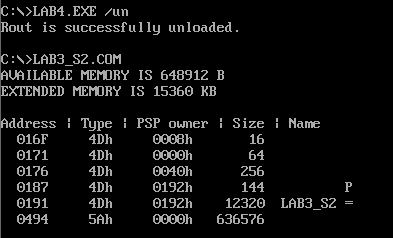 C:\>LAB4.EXE /un
Rout is successfully unloaded.
C:\>LAB3_S2.COM
AVAILABLE MEMORY IS 648912 B
EXTENDED MEMORY IS 15360 KB
Address | Type | PSP owner | Size | Name
016F 4Dh 0008h 16
0171 4Dh 0000h 64
0176 4Dh 0040h 256
0187 4Dh 0192h 144 P
0191 4Dh 0192h 12320 LAB3_S2 =
0494 5Ah 0000h 636576